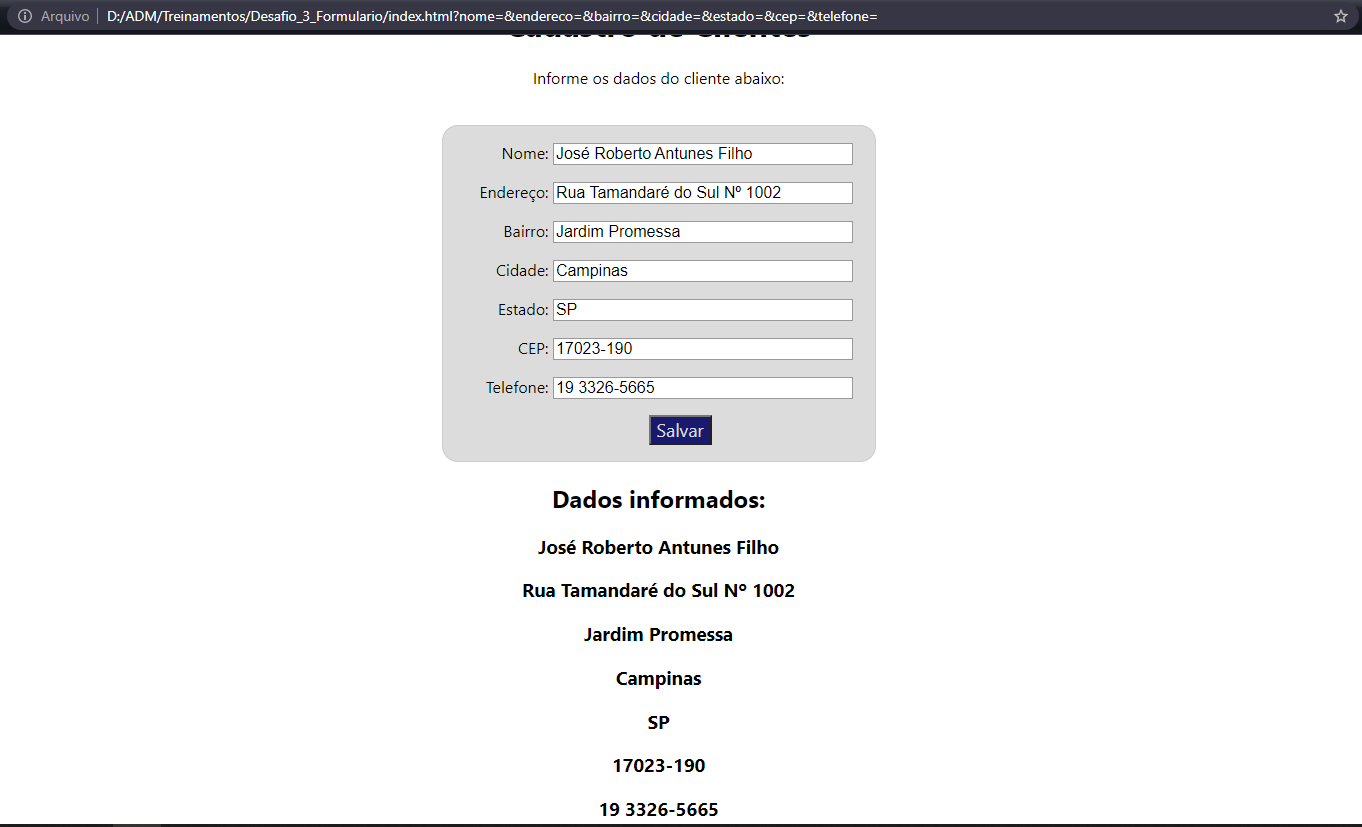 Arquivo D:/ADM/Treinamentos/Desafio_3_Formulario/index.html?nome=&endereco=&bairro=&cidade=&estado=&cep=&telefone=
Cadastro de Clientes
Informe os dados do cliente abaixo:
Nome: José Roberto Antunes Filho
Endereço: Rua Tamandaré do Sul Nº 1002
Bairro: Jardim Promessa
Cidade: Campinas
Estado: SP
CEP: 17023-190
Telefone: 19 3326-5665
Salvar
Dados informados:
José Roberto Antunes Filho
Rua Tamandaré do Sul Nº 1002
Jardim Promessa
Campinas
SP
17023-190
19 3326-5665